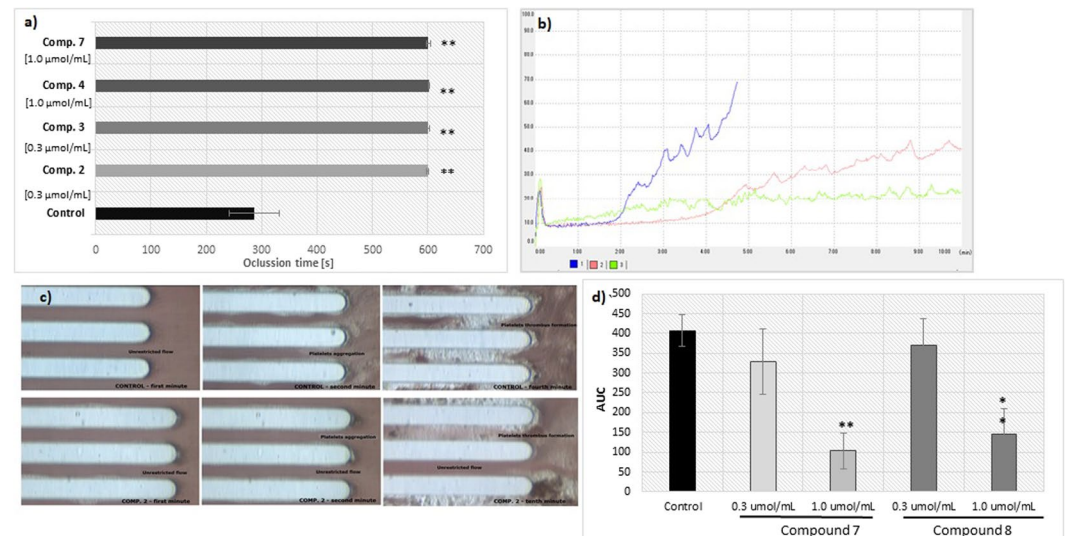 a)
Comp. 7
[1.0 µmol/mL]
**
Comp. 4
[1.0 µmol/mL]
**
Comp. 3
[0.3 µmol/mL]
**
Comp. 2
[0.3 µmol/mL]
**
Control
0 100 200 300 400 500 600 700
Oclussion time [s]
b)
100.0
90.0
80.0
70.0
60.0
50.0
40.0
30.0
20.0
10.0
0.0
0:00 1:00 2:00 3:00 4:00 5:00 6:00 7:00 8:00 9:00 10:00 (min)
1 2 3
c)
Unrestricted flow
CONTROL - first minute
Platelet aggregation
CONTROL - second minute
Platelet thrombus formation
CONTROL - fourth minute
Platelet aggregation
Unrestricted flow
COMP. 2 - first minute
Platelet aggregation
Unrestricted flow
COMP. 2 - second minute
Platelet thrombus formation
Unrestricted flow
COMP. 2 - tenth minute
d)
500
450
400
350
300
250
200
150
100
50
0
AUC
**
*
*
Control 0.3 umol/mL 1.0 umol/mL 0.3 umol/mL 1.0 umol/mL
Compound 7 Compound 8